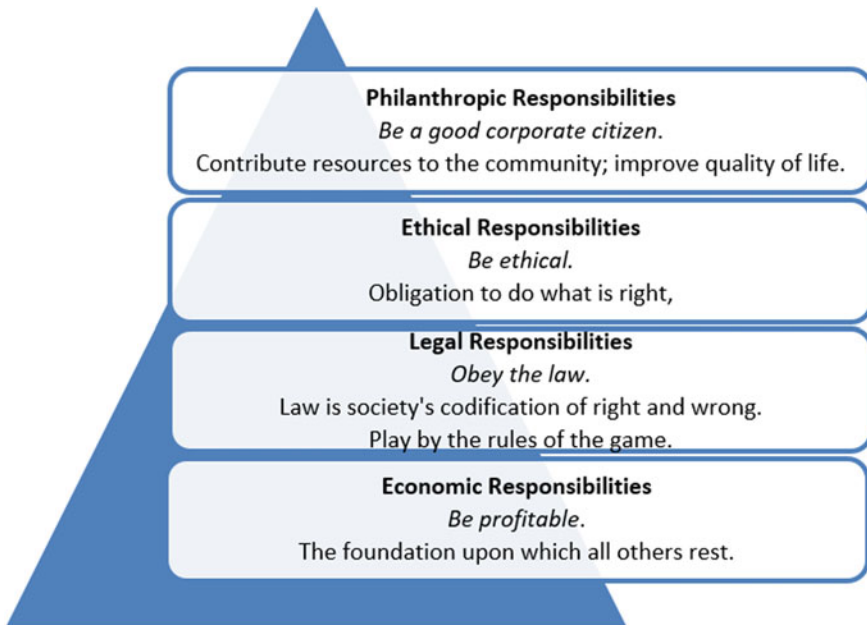 Philanthropic Responsibilities
Be a good corporate citizen.
Contribute resources to the community; improve quality of life.
Ethical Responsibilities
Be ethical.
Obligation to do what is right,
Legal Responsibilities
Obey the law.
Law is society's codification of right and wrong.
Play by the rules of the game.
Economic Responsibilities
Be profitable.
The foundation upon which all others rest.